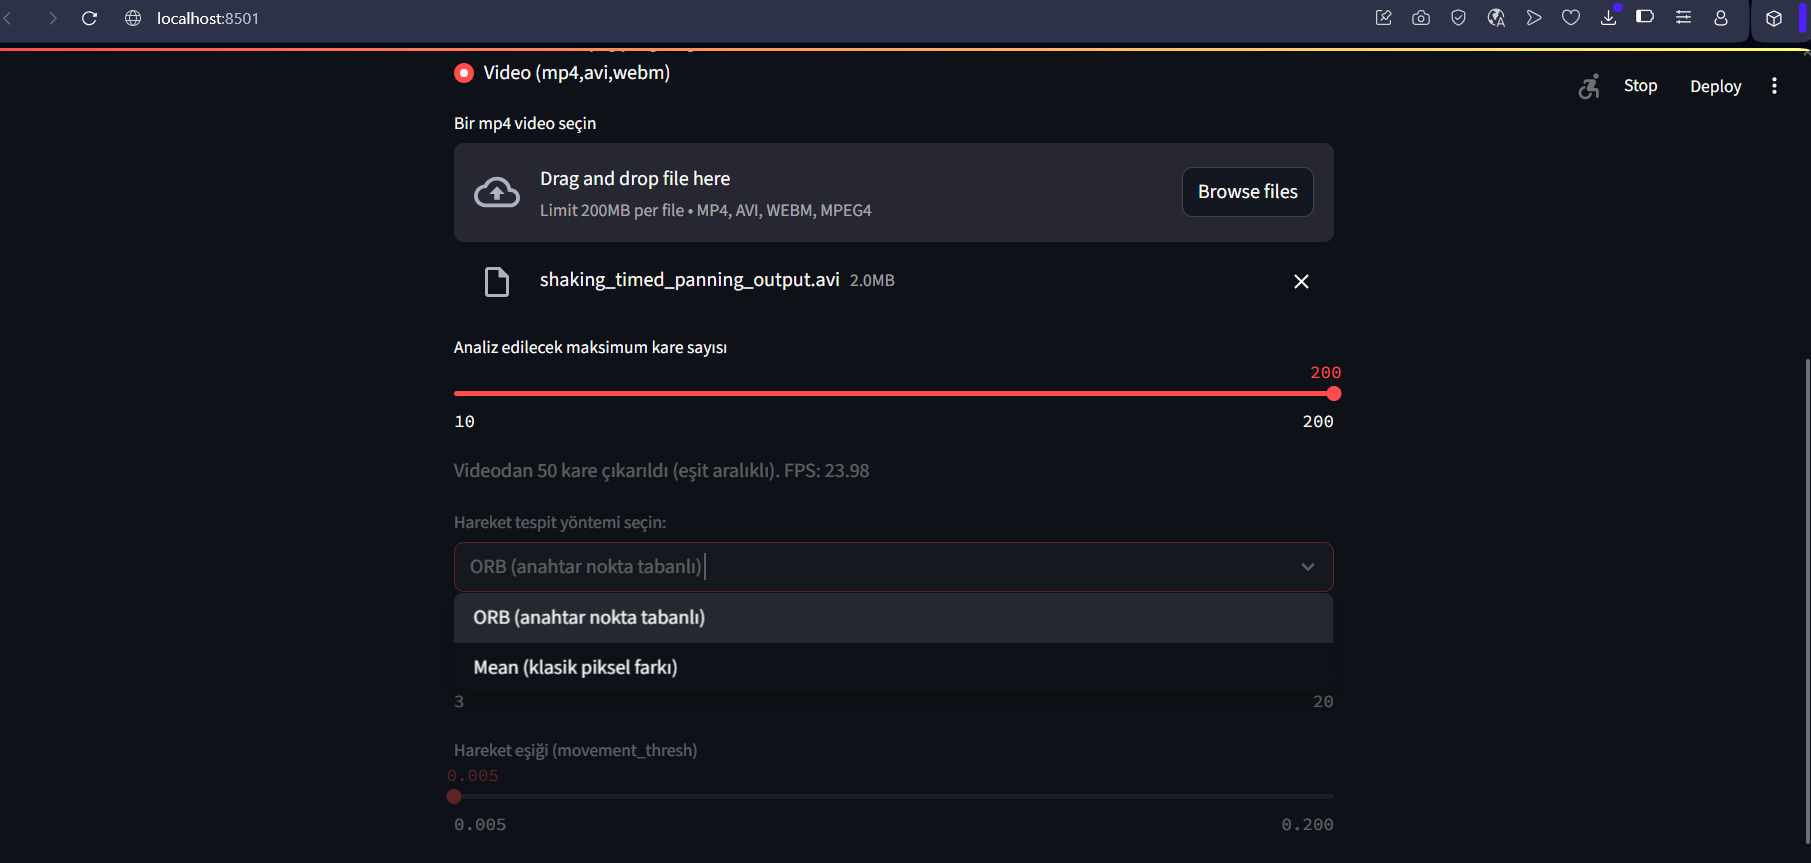 localhost:8501
Video (mp4,avi,webm)
Stop
Deploy
Bir mp4 video seçin
Drag and drop file here
Limit 200MB per file • MP4, AVI, WEBM, MPEG4
Browse files
shaking_timed_panning_output.avi 2.0MB
Analiz edilecek maksimum kare sayısı
200
10
200
Videodan 50 kare çıkarıldı (eşit aralıklı). FPS: 23.98
Hareket tespit yöntemi seçin:
ORB (anahtar nokta tabanlı)
ORB (anahtar nokta tabanlı)
Mean (klasik piksel farkı)
3
20
Hareket eşiği (movement_thresh)
0.005
0.005
0.200